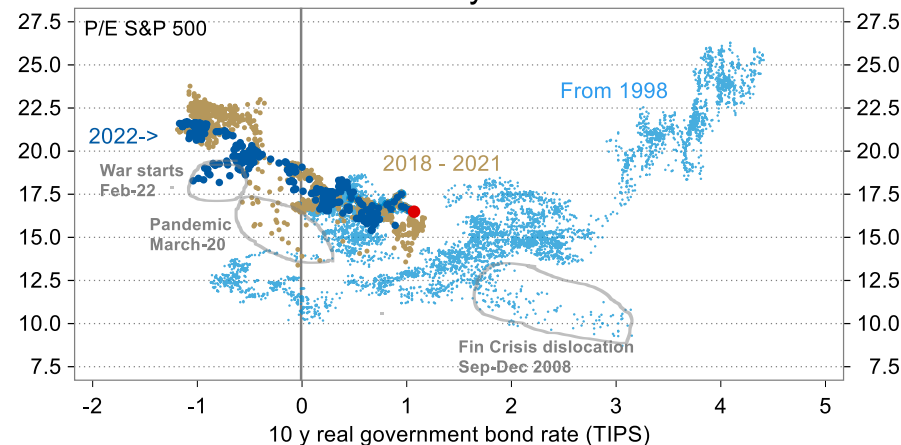 P/E S&P 500
27.5
27.5
25.0
25.0
From 1998
22.5
22.5
2022->
20.0
20.0
2018 - 2021
War starts
Feb-22
17.5
17.5
Pandemic
March-20
15.0
15.0
12.5
12.5
10.0
10.0
Fin Crisis dislocation
Sep-Dec 2008
7.5
7.5
-2 -1 0 1 2 3 4 5
10 y real government bond rate (TIPS)